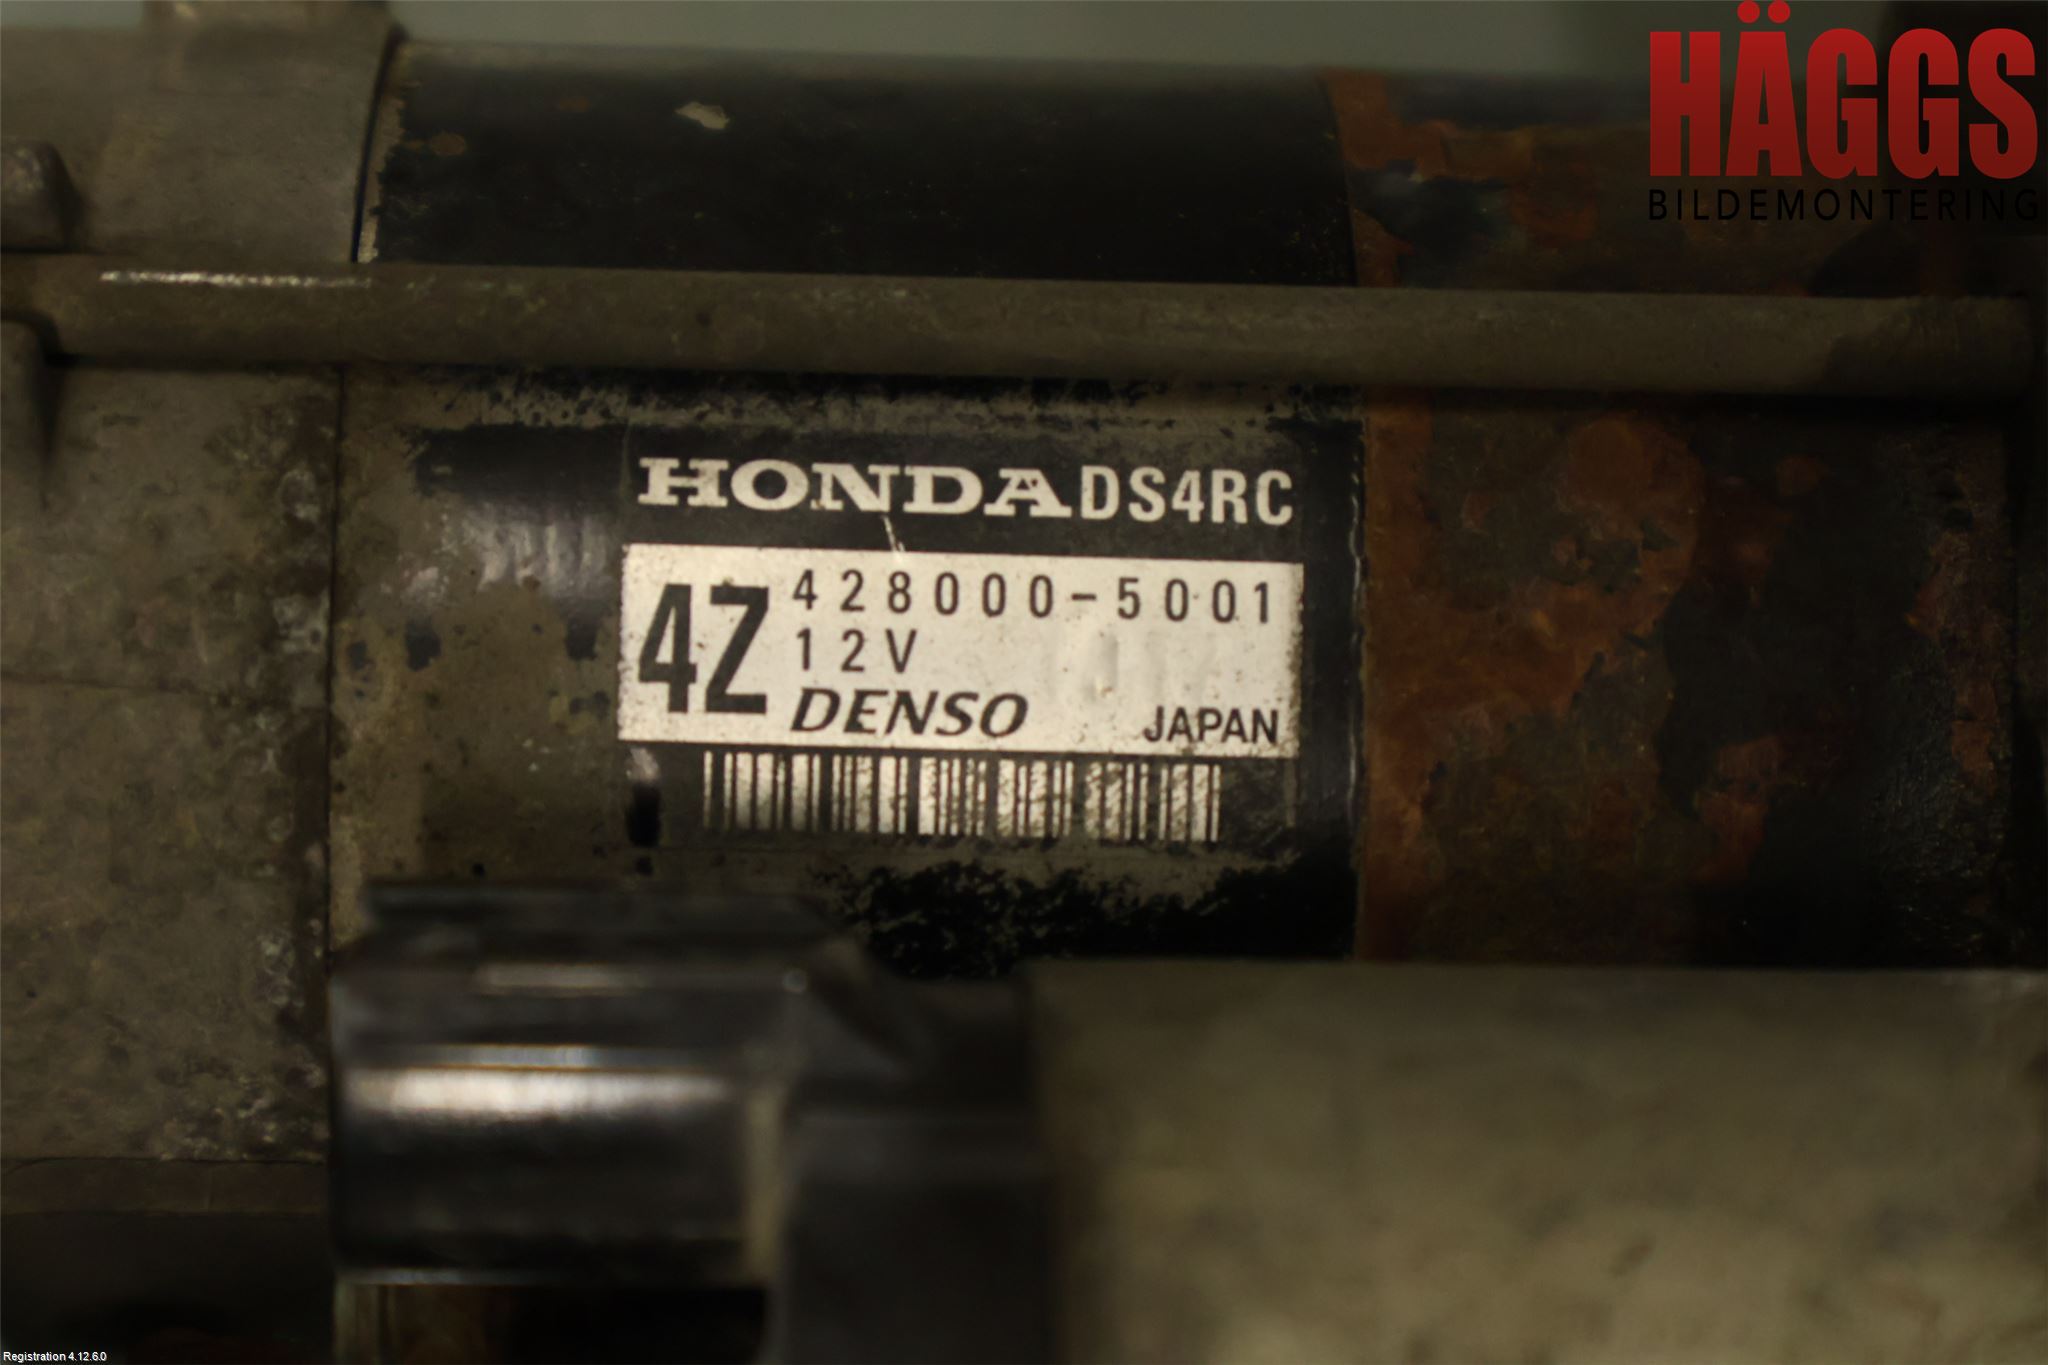 HÄGGS
BILDEMONTERING
HONDA DS4RC
4Z 428000-5001
12V
DENSO JAPAN
Registration 4.12.6.0